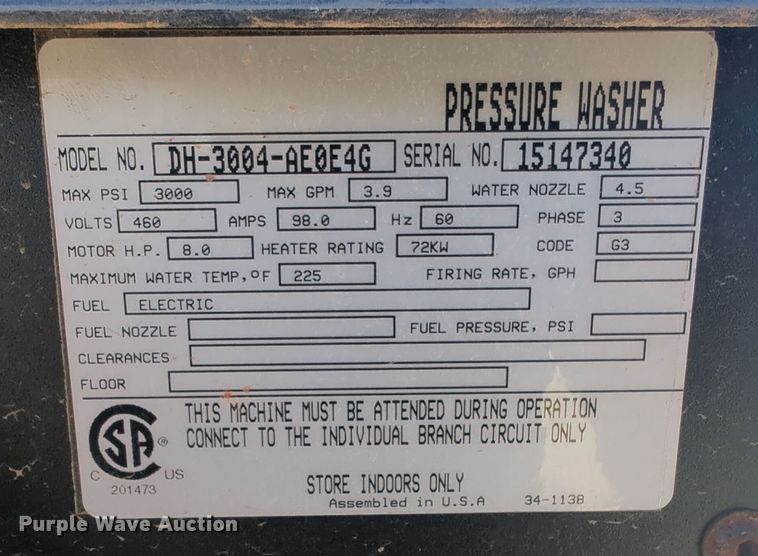 PRESSURE WASHER
MODEL NO. DH-3004-AE0E4G SERIAL NO. 15147340
MAX PSI 3000 MAX GPM 3.9 WATER NOZZLE 4.5
VOLTS 460 AMPS 98.0 Hz 60 PHASE 3
MOTOR H.P. 8.0 HEATER RATING 72KW CODE G3
MAXIMUM WATER TEMP,°F 225 FIRING RATE, GPH
FUEL ELECTRIC
FUEL NOZZLE FUEL PRESSURE, PSI
CLEARANCES
FLOOR
THIS MACHINE MUST BE ATTENDED DURING OPERATION
CONNECT TO THE INDIVIDUAL BRANCH CIRCUIT ONLY
CSA ®
C US
201473
STORE INDOORS ONLY
Assembled in U.S.A 34-1138
Purple Wave Auction